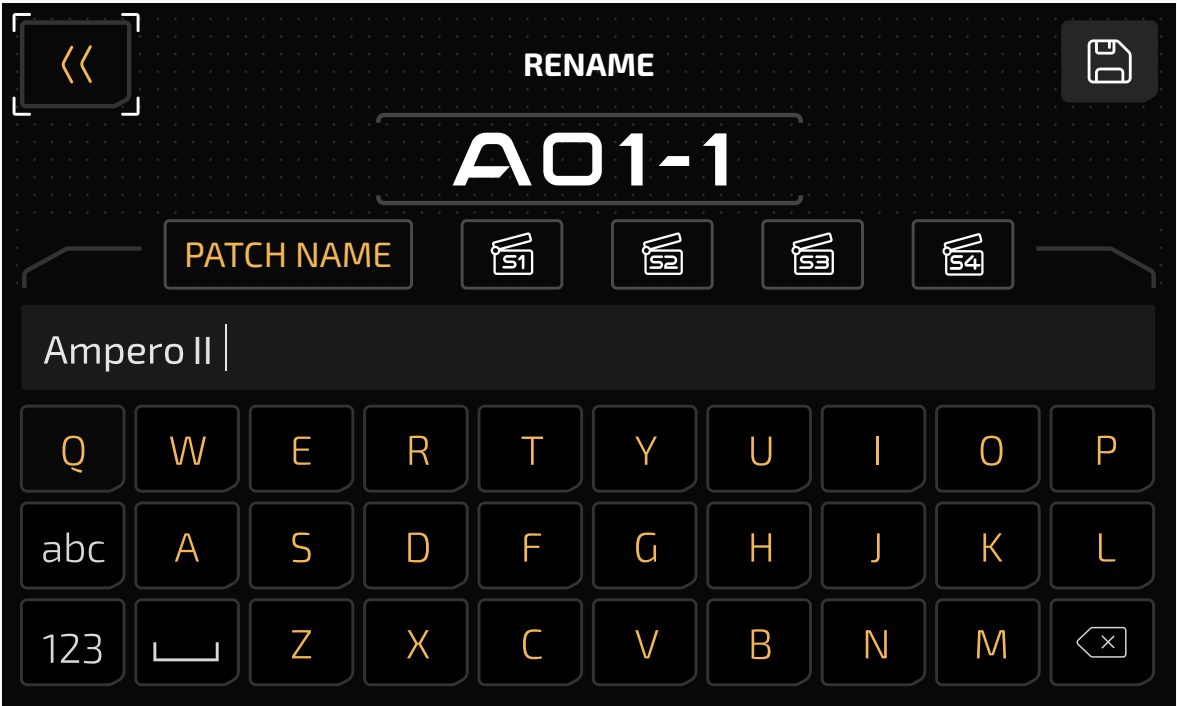 RENAME
A01-1
PATCH NAME S1 S2 S3 S4
Ampero II
Q W E R T Y U I O P
abc A S D F G H J K L
123 Z X C V B N M